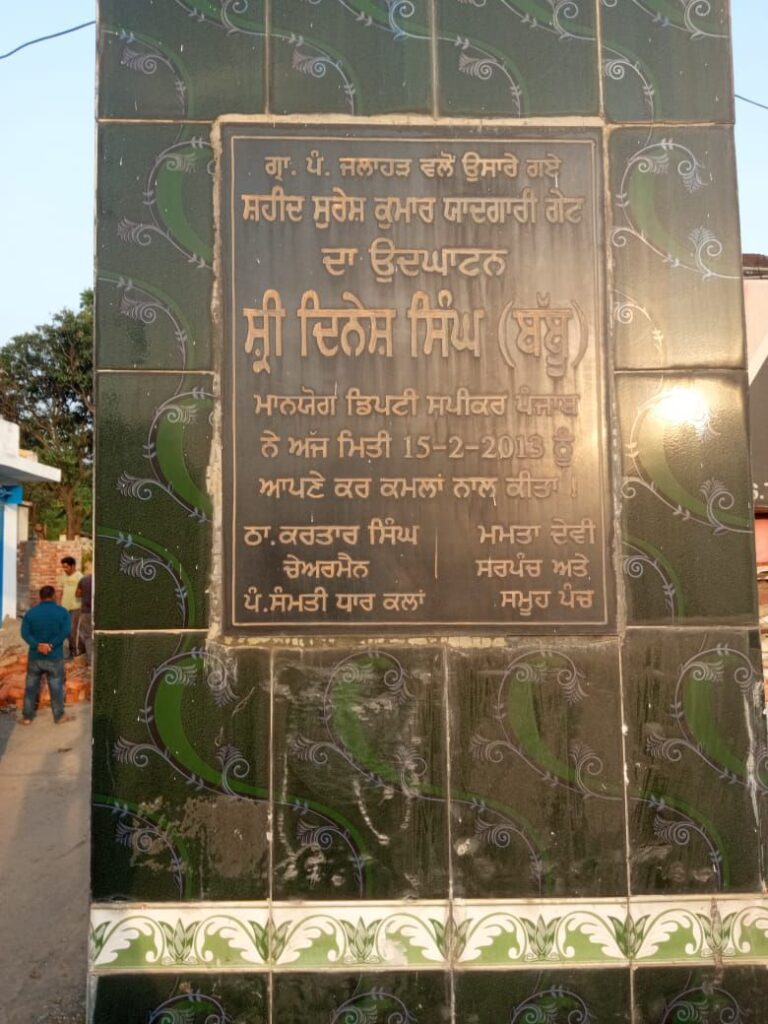 ਗ੍ਰਾ. ਪੰ. ਜਲਾਹੜ ਵਲੋਂ ਉਸਾਰੇ ਗਏ
ਸ਼ਹੀਦ ਸੁਰੇਸ਼ ਕੁਮਾਰ ਯਾਦਗਾਰੀ ਗੇਟ
ਦਾ ਉਦਘਾਟਨ
ਸ਼੍ਰੀ ਦਿਨੇਸ਼ ਸਿੰਘ (ਬੱਬੂ)
ਮਾਨਯੋਗ ਡਿਪਟੀ ਸਪੀਕਰ ਪੰਜਾਬ
ਨੇ ਅੱਜ ਮਿਤੀ 15-2-2013 ਨੂੰ
ਆਪਣੇ ਕਰ ਕਮਲਾਂ ਨਾਲ ਕੀਤਾ ।
ਠਾ.ਕਰਤਾਰ ਸਿੰਘ
ਚੇਅਰਮੈਨ
ਪੰ.ਸੰਮਤੀ ਧਾਰ ਕਲਾਂ
ਮਮਤਾ ਦੇਵੀ
ਸਰਪੰਚ ਅਤੇ
ਸਮੂਹ ਪੰਚ